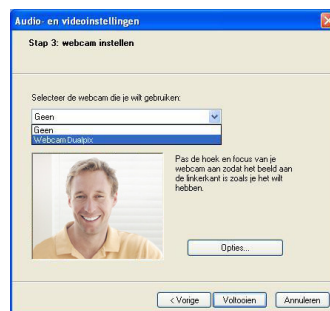 Audio- en videoinstellingen
Stap 3: webcam instellen
Selecteer de webcam die je wilt gebruiken:
Geen
Geen
Webcam Dualpix
Pas de hoek en focus van je
webcam aan zodat het beeld aan
de linkerkant is zoals je het wilt
hebben.
Opties...
< Vorige
Voltooien
Annuleren